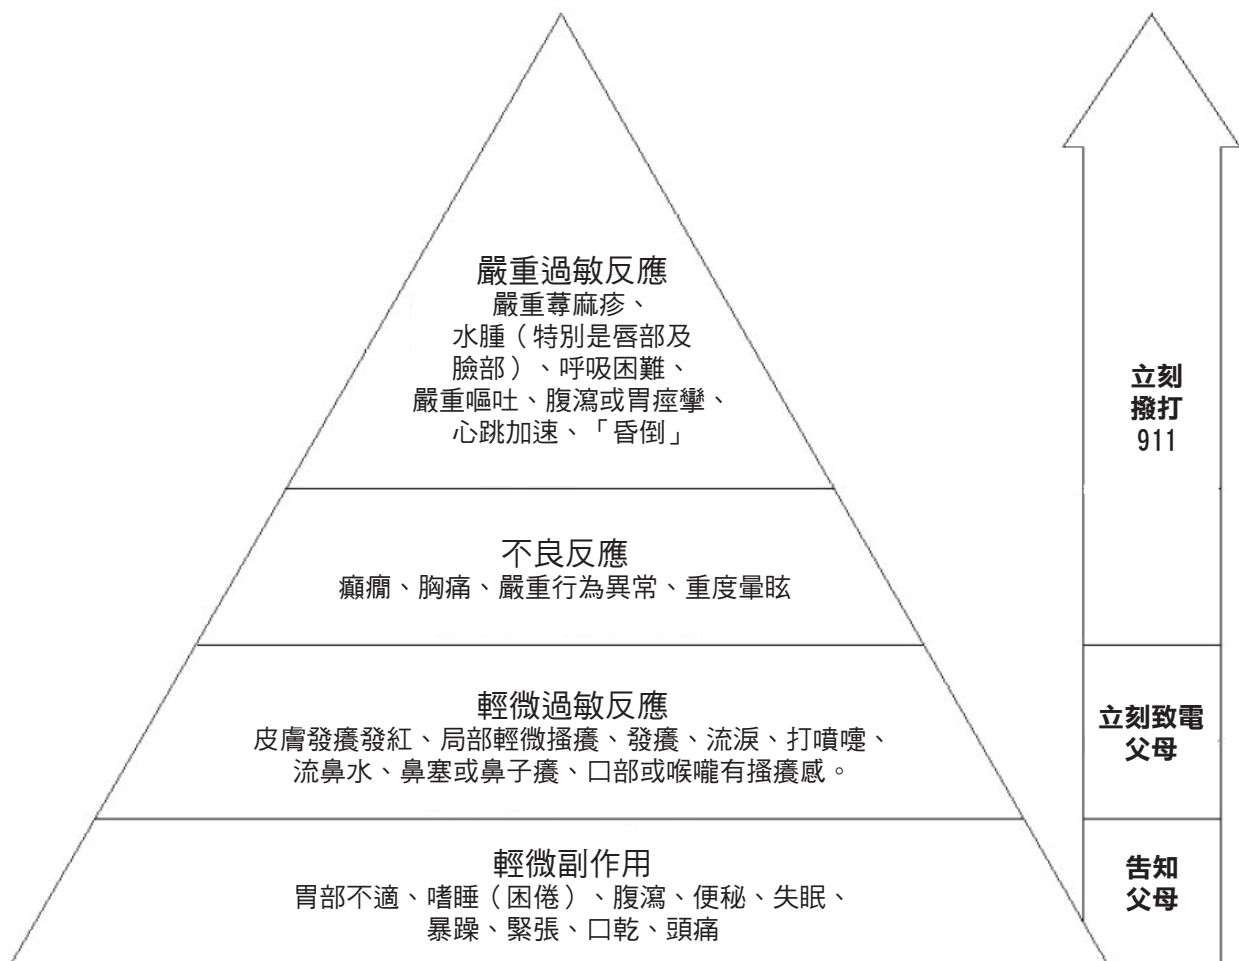 嚴重過敏反應
嚴重蕁麻疹、
水腫（特別是唇部及
臉部）、呼吸困難、
嚴重嘔吐、腹瀉或胃痙攣、
心跳加速、「昏倒」
立刻
撥打
911
不良反應
癲癇、胸痛、嚴重行為異常、重度暈眩
輕微過敏反應
皮膚發癢發紅、局部輕微搔癢、發癢、流淚、打噴嚏、
流鼻水、鼻塞或鼻子癢、口部或喉嚨有搔癢感。
立刻致電
父母
輕微副作用
胃部不適、嗜睡（困倦）、腹瀉、便秘、失眠、
暴躁、緊張、口乾、頭痛
告知
父母